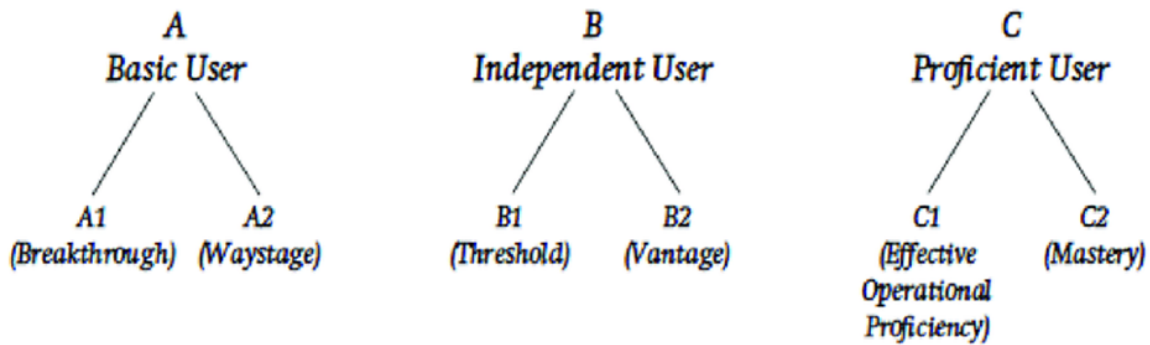 A
Basic User
A1
(Breakthrough)
A2
(Waystage)
B
Independent User
B1
(Threshold)
B2
(Vantage)
C
Proficient User
C1
(Effective
Operational
Proficiency)
C2
(Mastery)